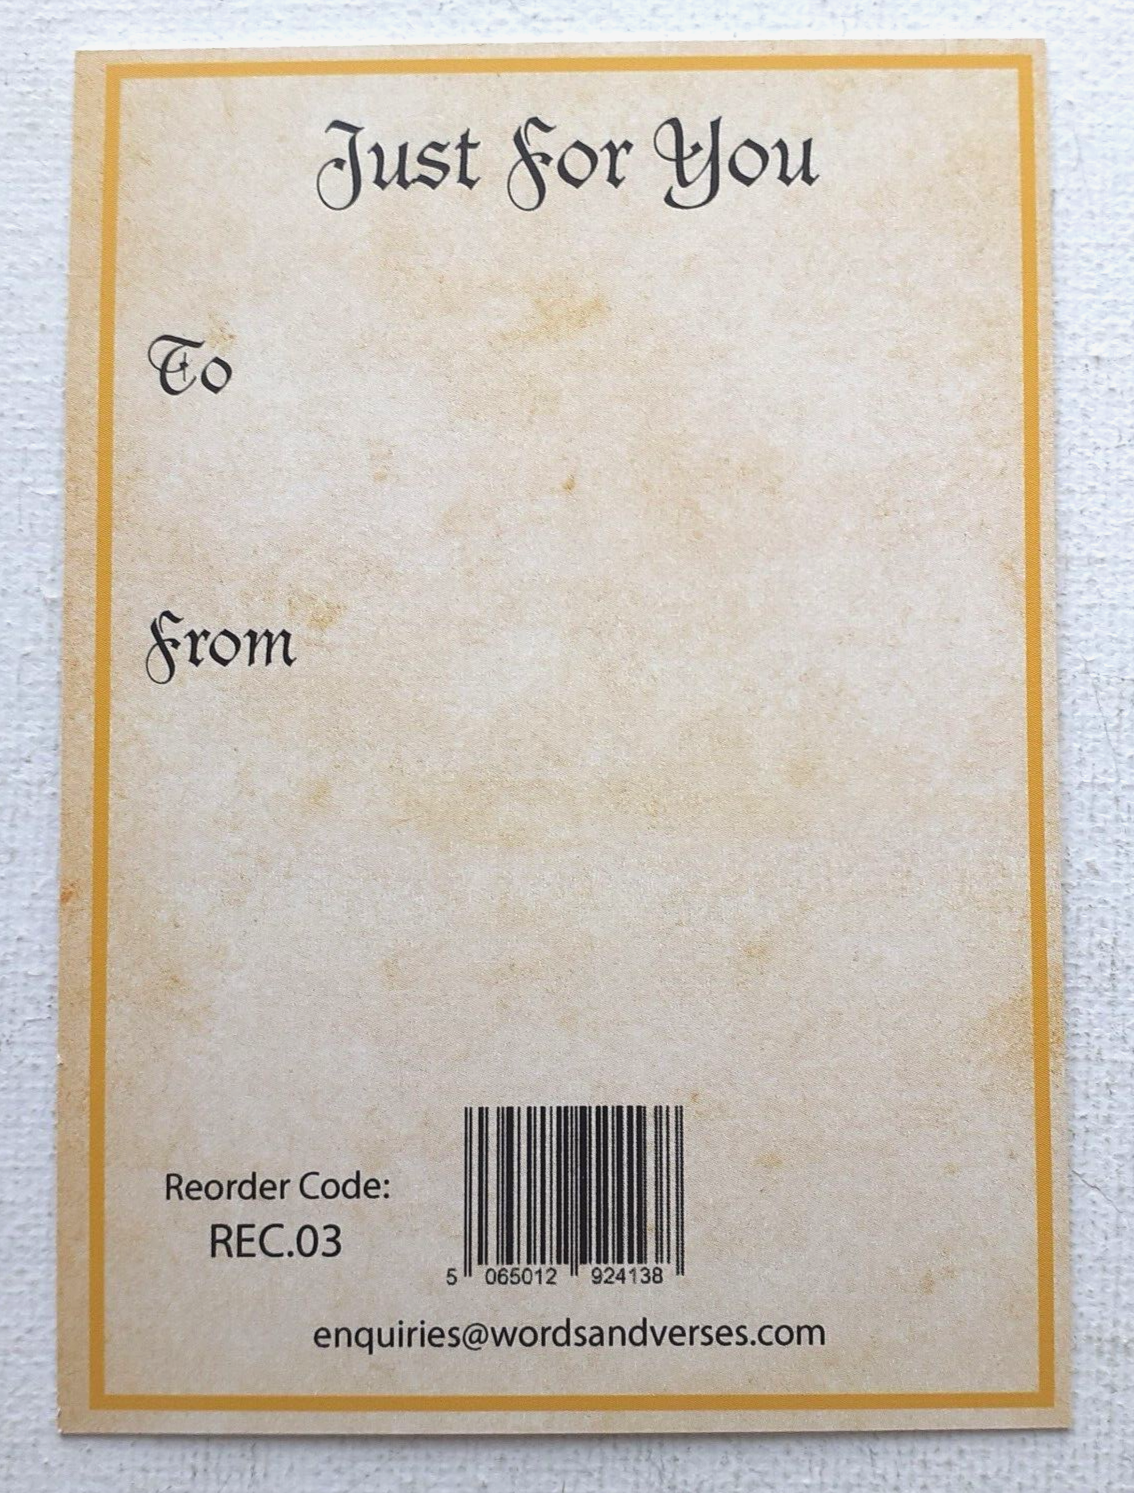 Just For You
To
From
Reorder Code:
REC.03
5 065012 924138
enquiries@wordsandverses.com